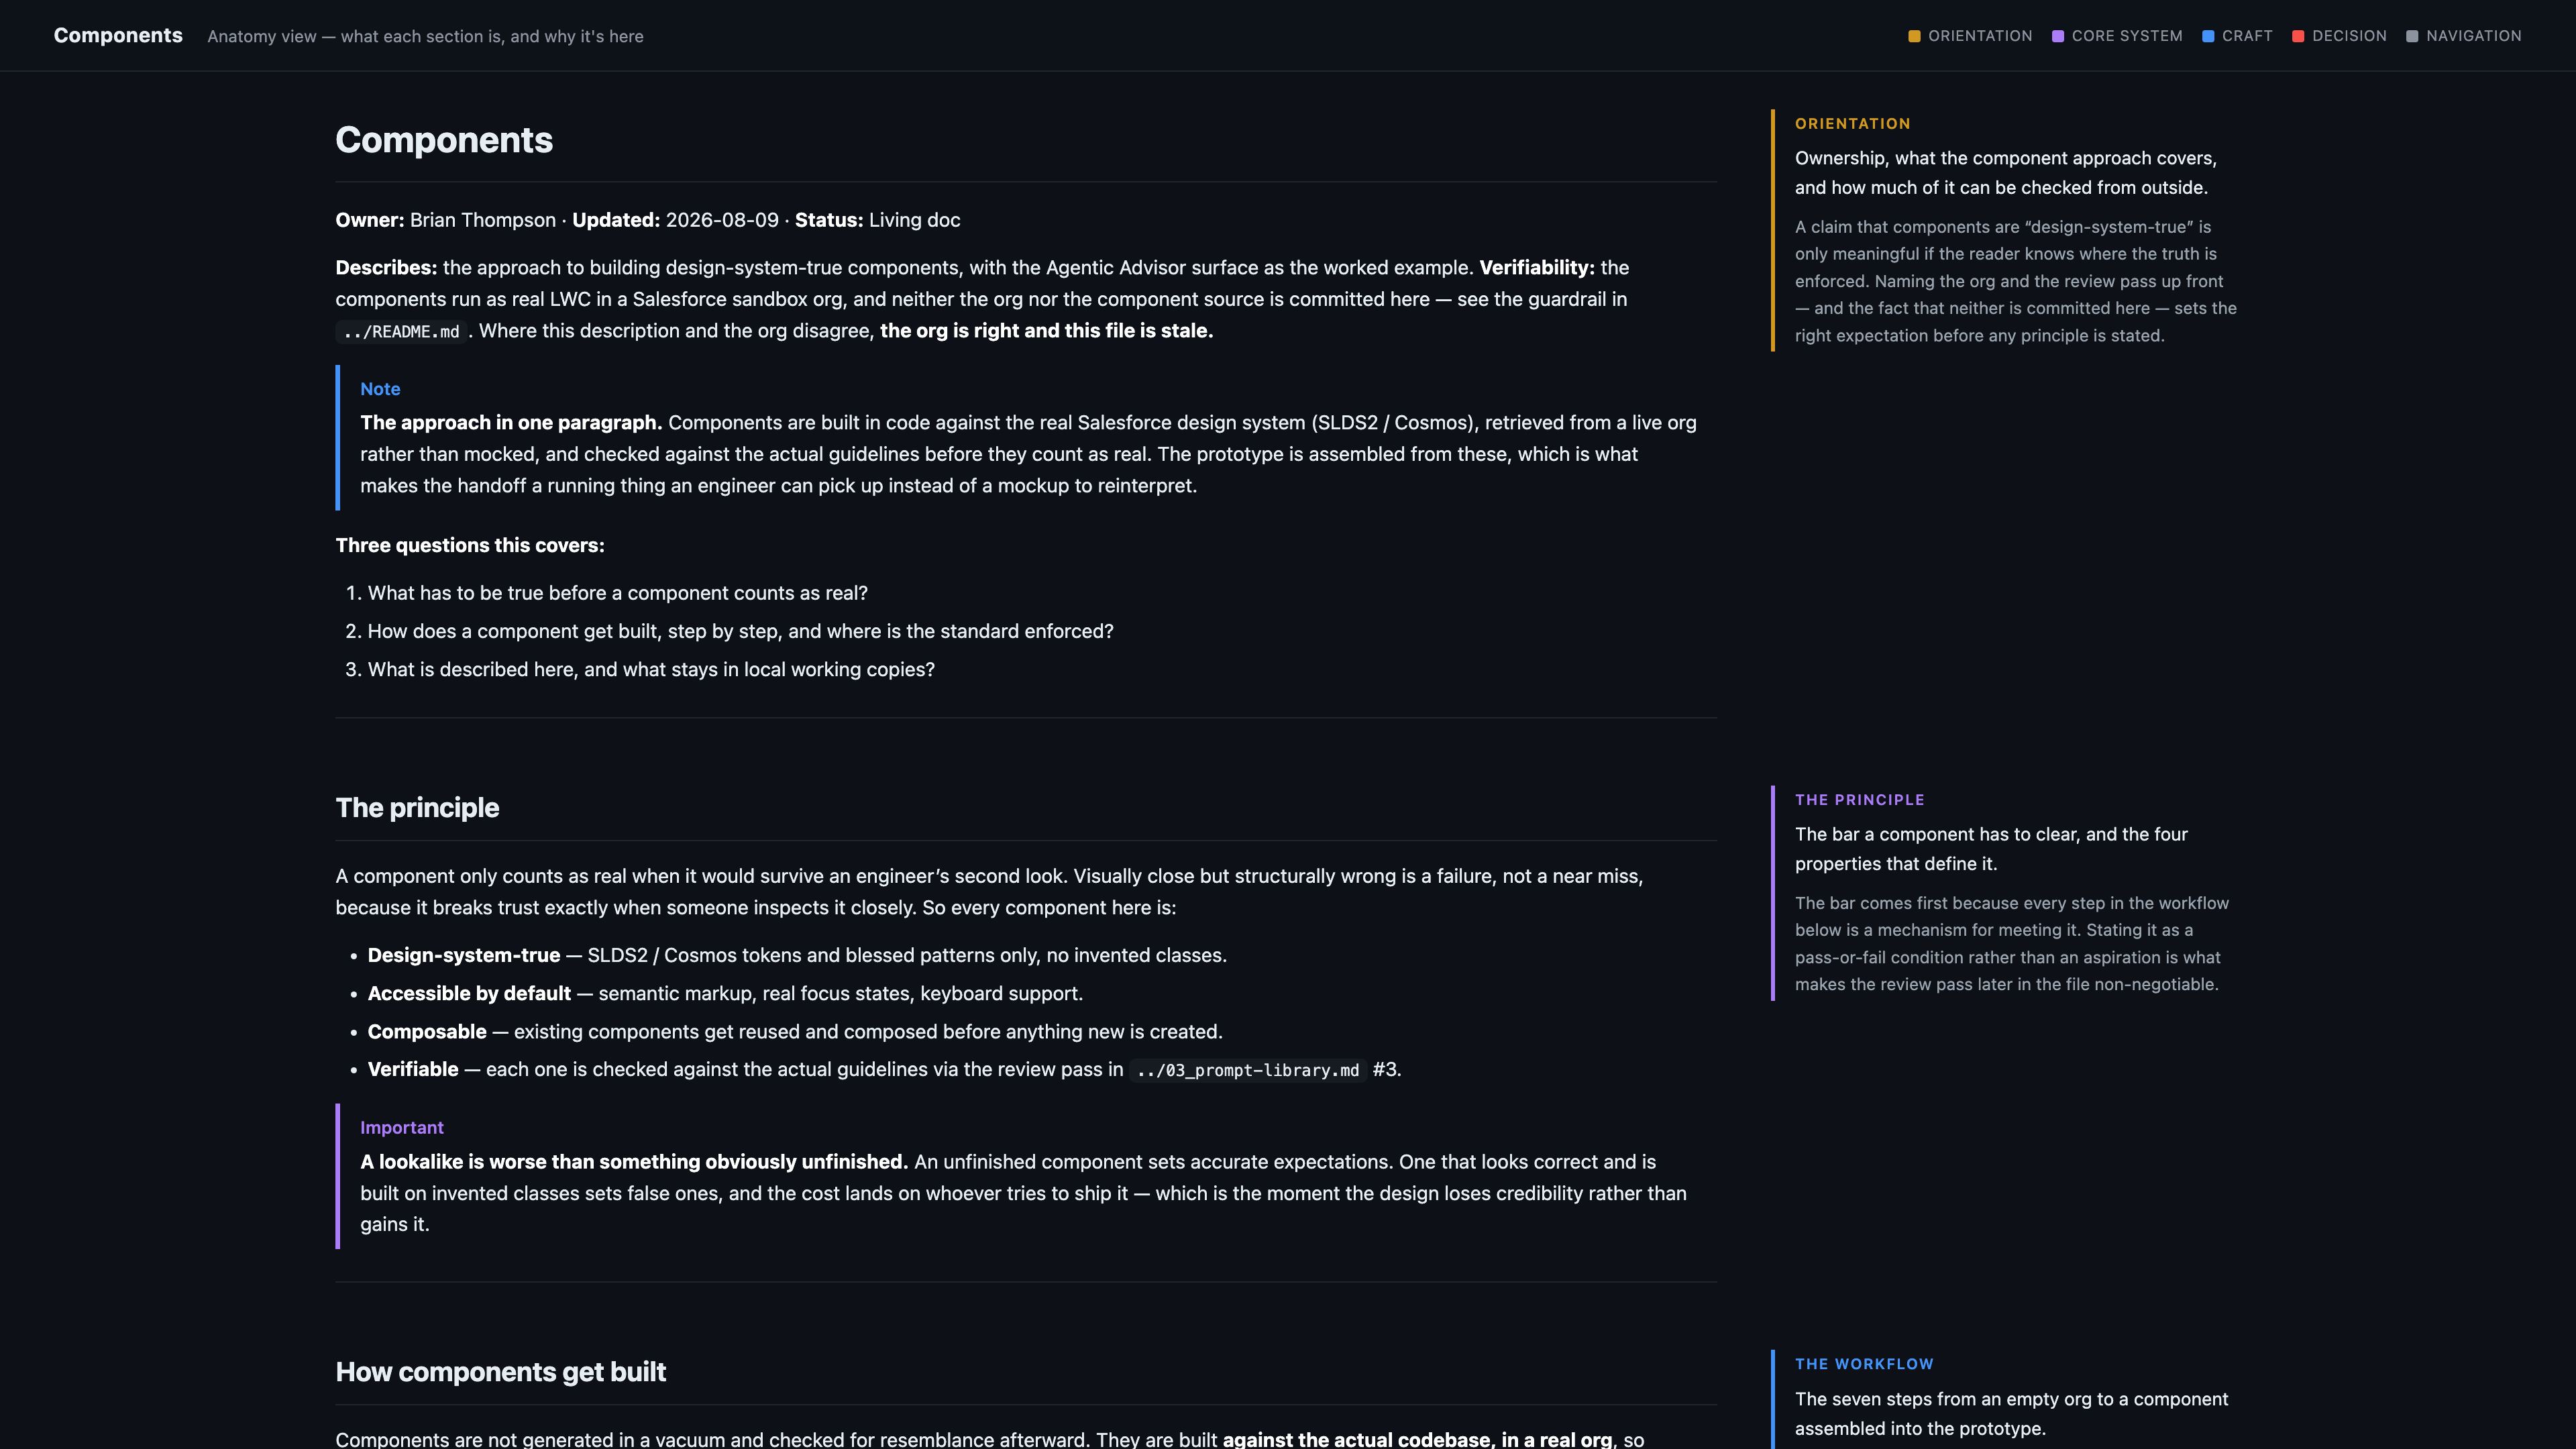 Components
Anatomy view — what each section is, and why it's here
ORIENTATION
CORE SYSTEM
CRAFT
DECISION
NAVIGATION
Components
Owner: Brian Thompson · Updated: 2026-08-09 · Status: Living doc
Describes: the approach to building design-system-true components, with the Agentic Advisor surface as the worked example. Verifiability: the
components run as real LWC in a Salesforce sandbox org, and neither the org nor the component source is committed here — see the guardrail in
../README.md . Where this description and the org disagree, the org is right and this file is stale.
Note
The approach in one paragraph. Components are built in code against the real Salesforce design system (SLDS2 / Cosmos), retrieved from a live org
rather than mocked, and checked against the actual guidelines before they count as real. The prototype is assembled from these, which is what
makes the handoff a running thing an engineer can pick up instead of a mockup to reinterpret.
Three questions this covers:
1. What has to be true before a component counts as real?
2. How does a component get built, step by step, and where is the standard enforced?
3. What is described here, and what stays in local working copies?
ORIENTATION
Ownership, what the component approach covers,
and how much of it can be checked from outside.
A claim that components are “design-system-true” is
only meaningful if the reader knows where the truth is
enforced. Naming the org and the review pass up front
— and the fact that neither is committed here — sets the
right expectation before any principle is stated.
The principle
A component only counts as real when it would survive an engineer’s second look. Visually close but structurally wrong is a failure, not a near miss,
because it breaks trust exactly when someone inspects it closely. So every component here is:
• Design-system-true — SLDS2 / Cosmos tokens and blessed patterns only, no invented classes.
• Accessible by default — semantic markup, real focus states, keyboard support.
• Composable — existing components get reused and composed before anything new is created.
• Verifiable — each one is checked against the actual guidelines via the review pass in ../03_prompt-library.md #3.
Important
A lookalike is worse than something obviously unfinished. An unfinished component sets accurate expectations. One that looks correct and is
built on invented classes sets false ones, and the cost lands on whoever tries to ship it — which is the moment the design loses credibility rather than
gains it.
THE PRINCIPLE
The bar a component has to clear, and the four
properties that define it.
The bar comes first because every step in the workflow
below is a mechanism for meeting it. Stating it as a
pass-or-fail condition rather than an aspiration is what
makes the review pass later in the file non-negotiable.
How components get built
Components are not generated in a vacuum and checked for resemblance afterward. They are built against the actual codebase, in a real org, so
THE WORKFLOW
The seven steps from an empty org to a component
assembled into the prototype.